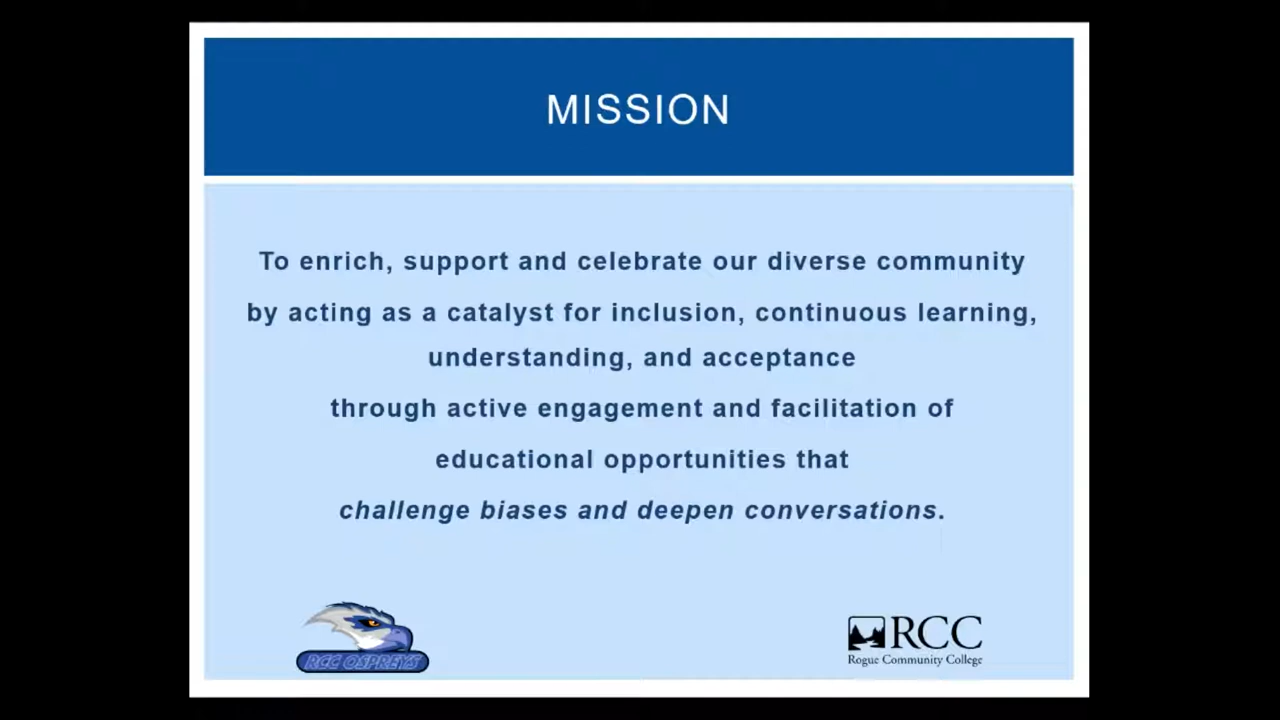 MISSION
To enrich, support and celebrate our diverse community
by acting as a catalyst for inclusion, continuous learning,
understanding, and acceptance
through active engagement and facilitation of
educational opportunities that
challenge biases and deepen conversations.
RCC OSPREYS
RCC
Rogue Community College